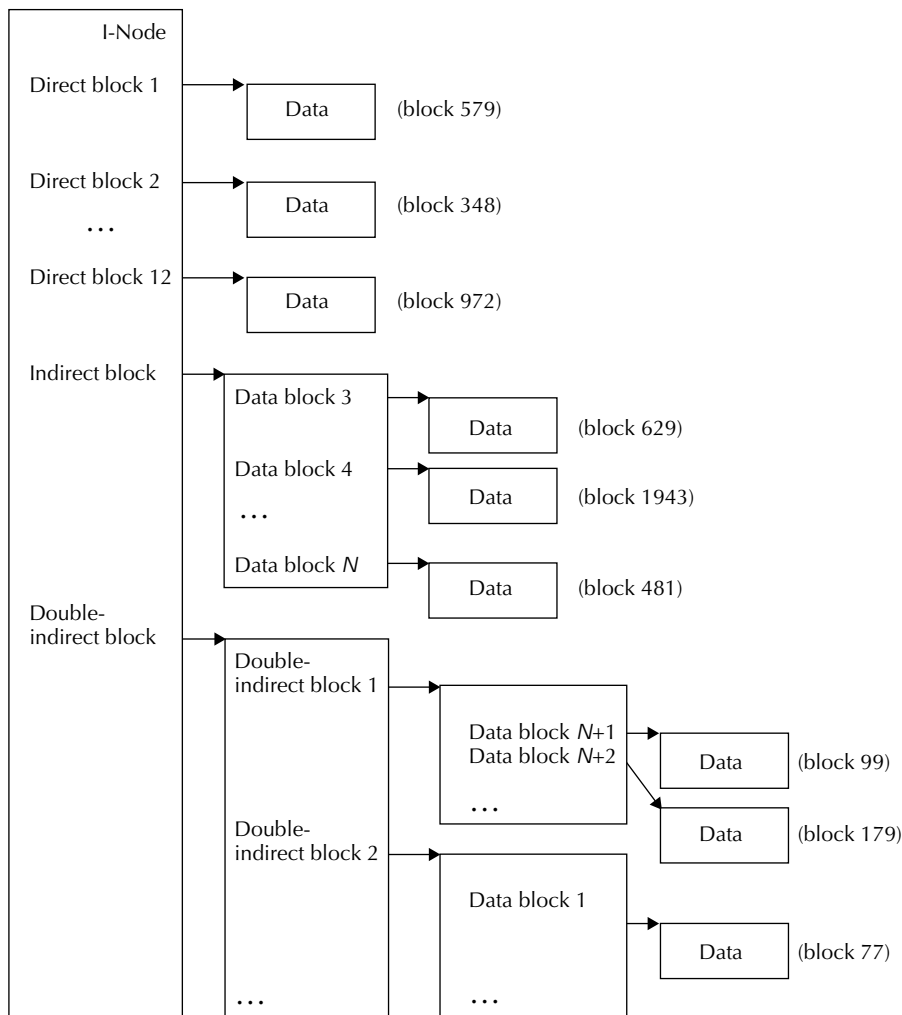 I-Node
Direct block 1
Data (block 579)
Direct block 2
Data (block 348)
...
Direct block 12
Data (block 972)
Indirect block
Data block 3
Data (block 629)
Data block 4
Data (block 1943)
...
Data block N
Data (block 481)
Double-
indirect block
Double-
indirect block 1
Data block N+1
Data block N+2
Data (block 99)
...
Data (block 179)
Double-
indirect block 2
Data block 1
Data (block 77)
...
...